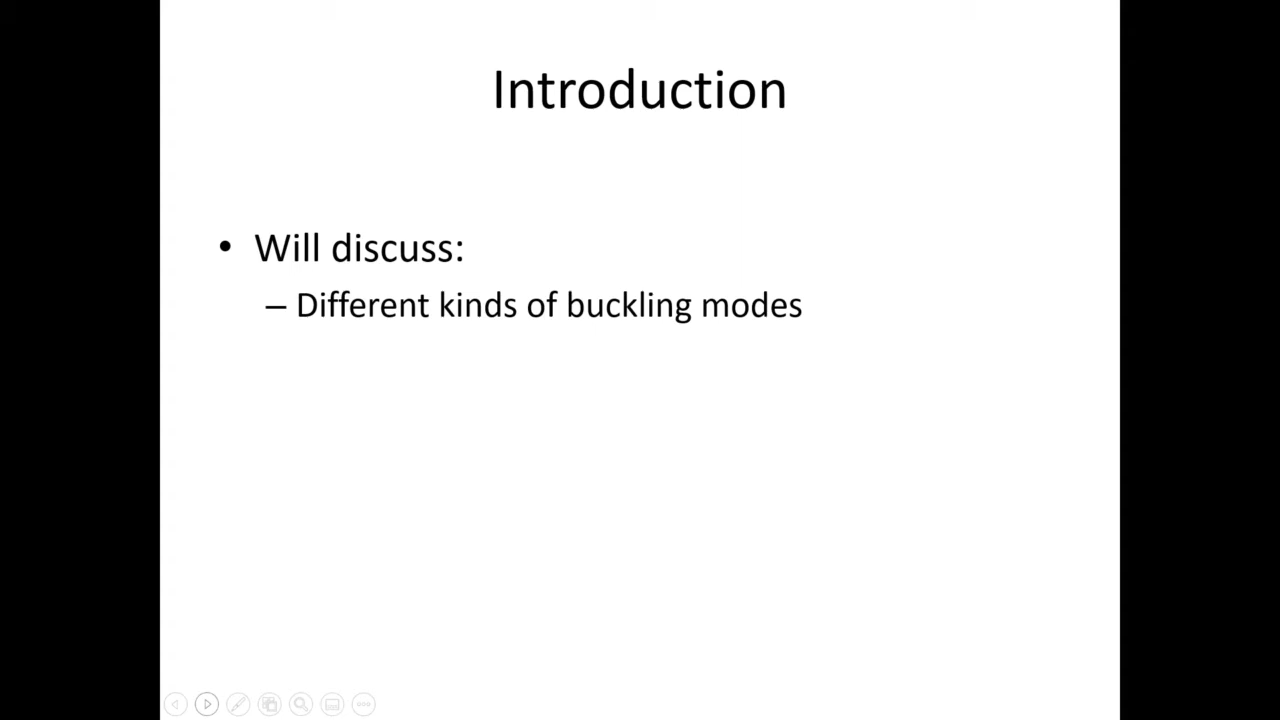 Introduction
• Will discuss:
– Different kinds of buckling modes